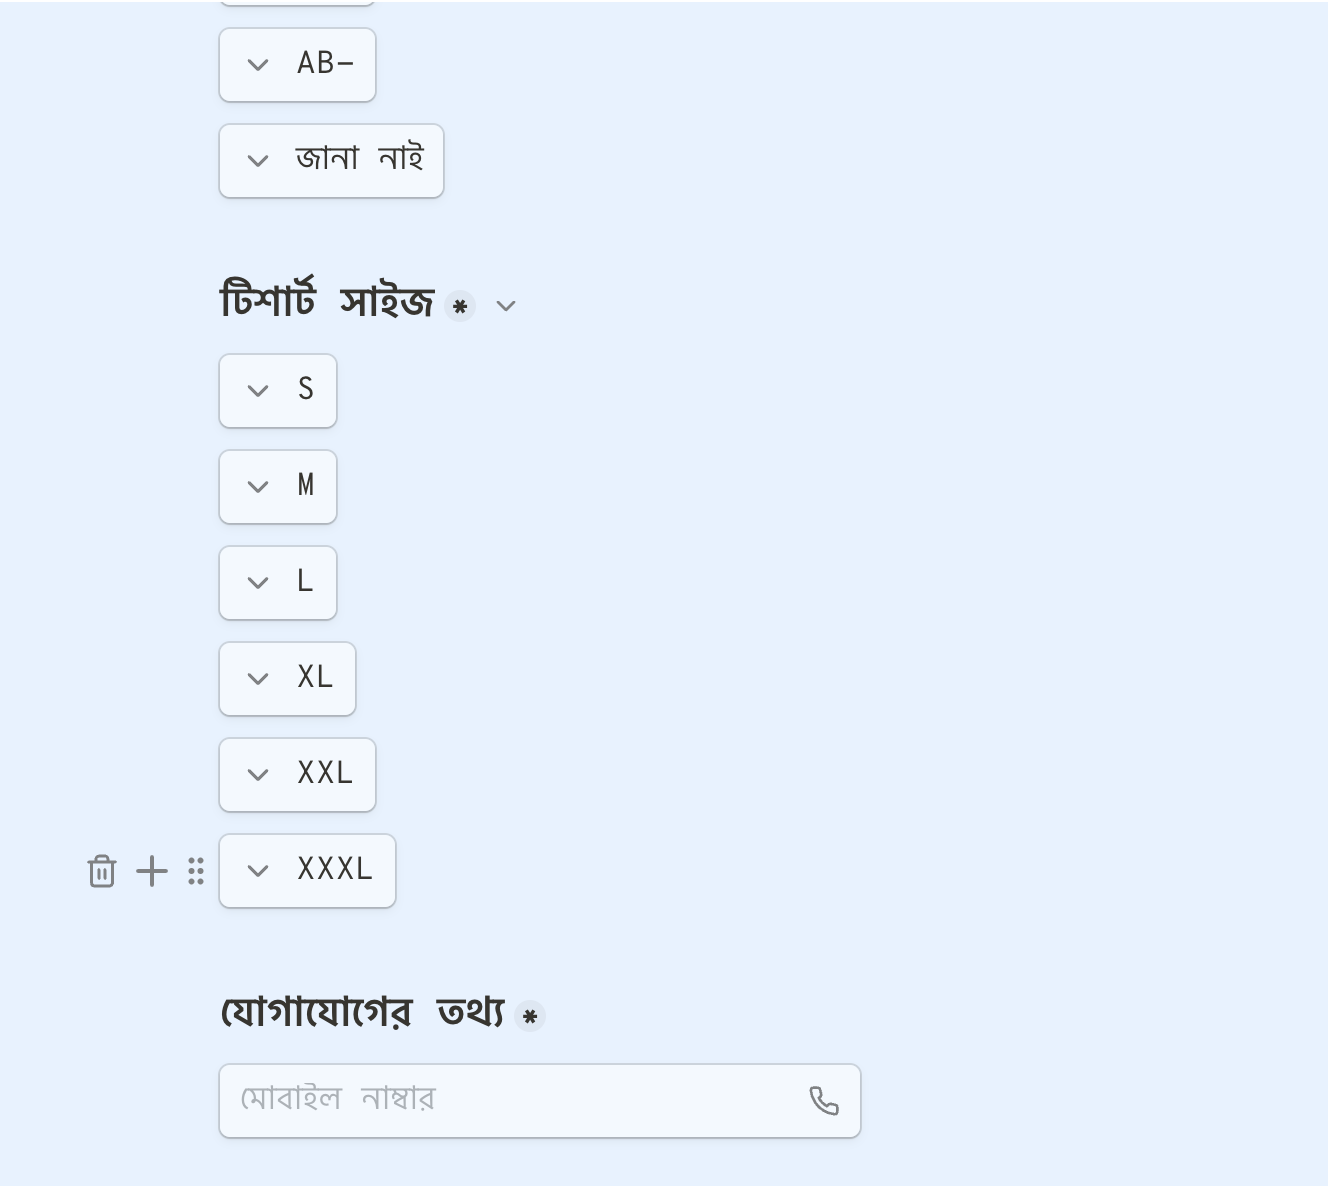 AB-
জানা নাই
টিশার্ট সাইজ *
S
M
L
XL
XXL
XXXL
যোগাযোগের তথ্য *
মোবাইল নাম্বার